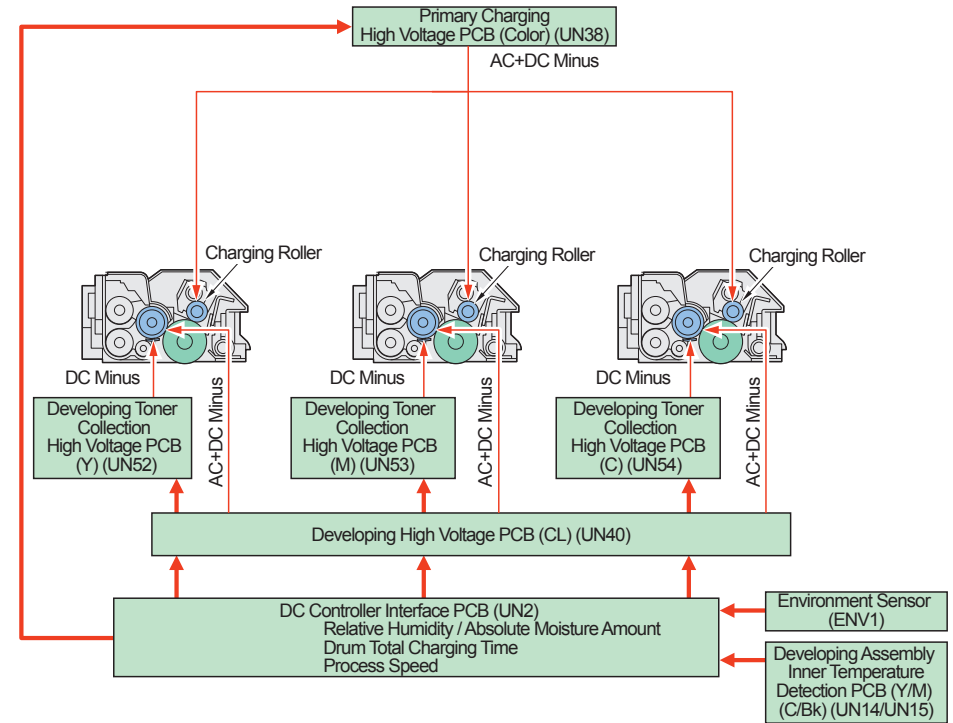 Primary Charging
High Voltage PCB (Color) (UN38)
AC+DC Minus
Charging Roller
Charging Roller
Charging Roller
DC Minus
DC Minus
DC Minus
AC+DC Minus
AC+DC Minus
AC+DC Minus
Developing Toner
Collection
High Voltage PCB
(Y) (UN52)
Developing Toner
Collection
High Voltage PCB
(M) (UN53)
Developing Toner
Collection
High Voltage PCB
(C) (UN54)
Developing High Voltage PCB (CL) (UN40)
DC Controller Interface PCB (UN2)
Relative Humidity / Absolute Moisture Amount
Drum Total Charging Time
Process Speed
Environment Sensor
(ENV1)
Developing Assembly
Inner Temperature
Detection PCB (Y/M)
(C/Bk) (UN14/UN15)